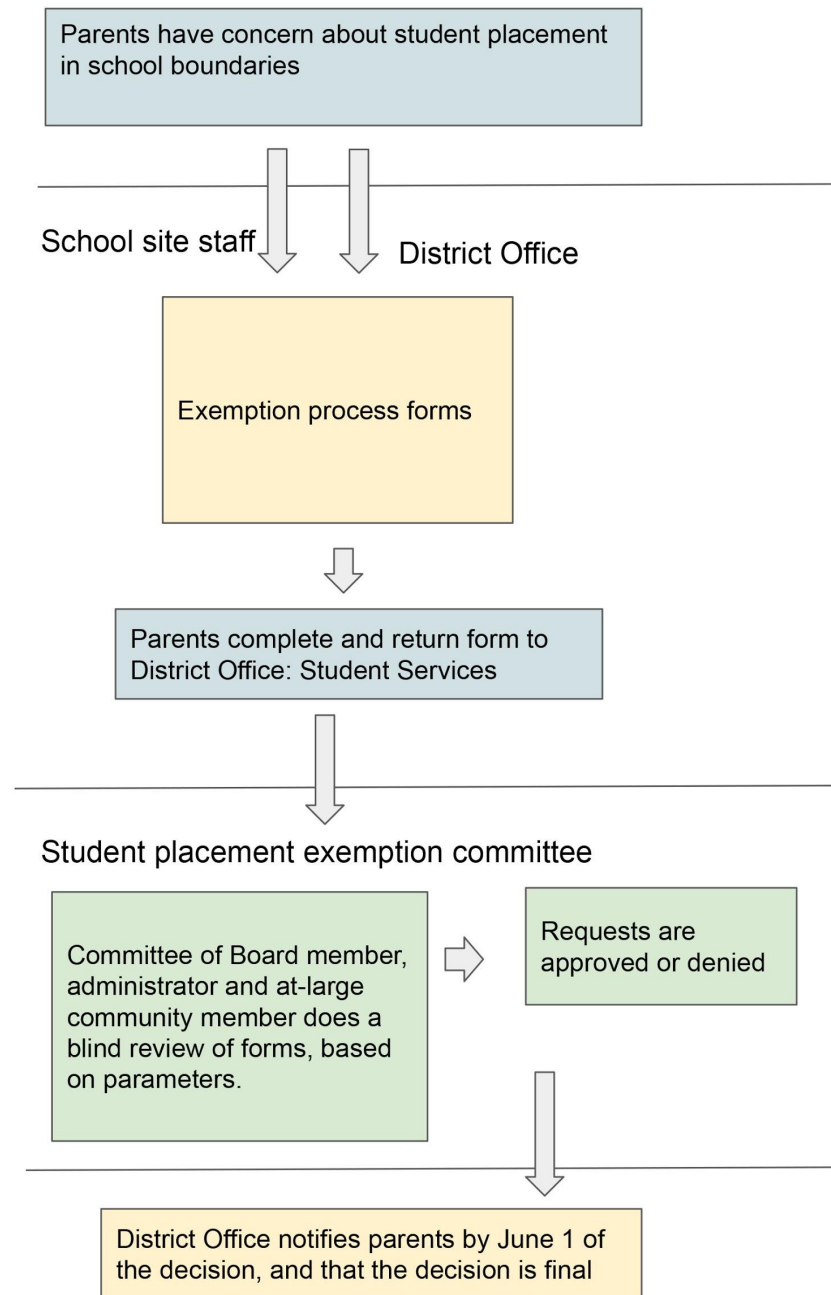 Parents have concern about student placement
in school boundaries
School site staff
District Office
Exemption process forms
Parents complete and return form to
District Office: Student Services
Student placement exemption committee
Committee of Board member,
administrator and at-large
community member does a
blind review of forms, based
on parameters.
Requests are
approved or denied
District Office notifies parents by June 1 of
the decision, and that the decision is final